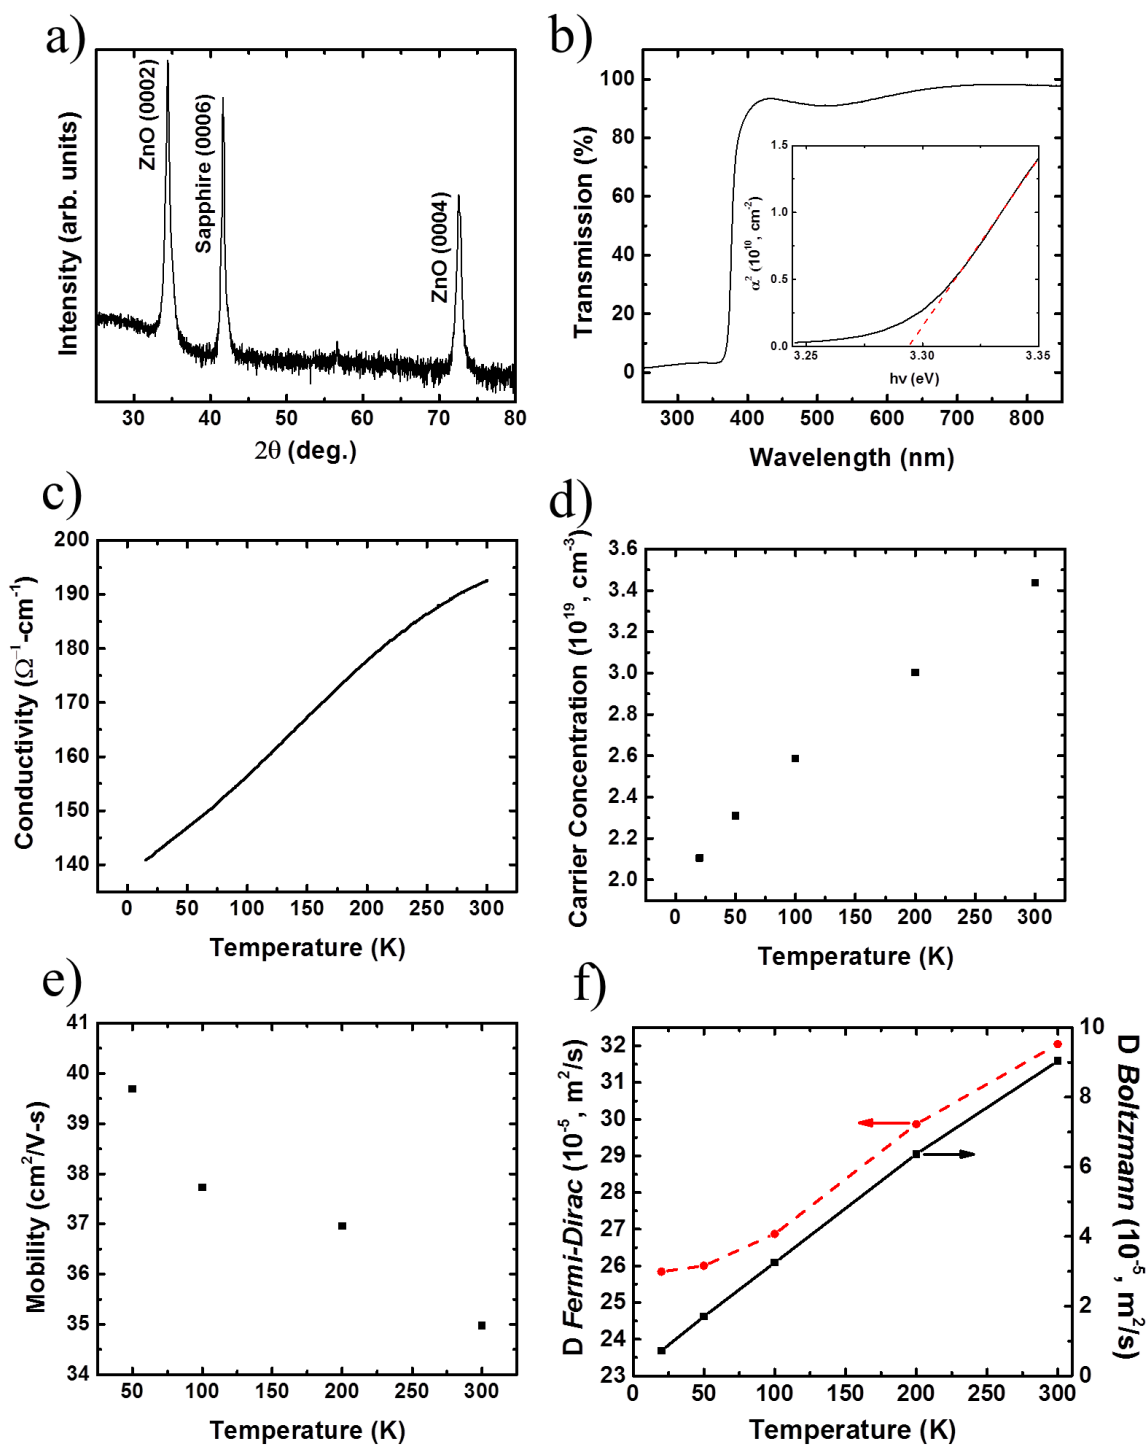 a)
Intensity (arb. units)
ZnO (0002)
Sapphire (0006)
ZnO (0004)
30 40 50 60 70 80
2θ (deg.)
b)
Transmission (%)
110
100
80
60
40
20
0
300 400 500 600 700 800
Wavelength (nm)
α² (10¹⁰, cm⁻²)
1.5
1.0
0.5
0.0
3.25 3.30 3.35
hν (eV)
c)
Conductivity (Ω⁻¹-cm⁻¹)
200
190
180
170
160
150
140
0 50 100 150 200 250 300
Temperature (K)
d)
Carrier Concentration (10¹⁹, cm⁻³)
3.6
3.4
3.2
3.0
2.8
2.6
2.4
2.2
2.0
0 50 100 150 200 250 300
Temperature (K)
e)
Mobility (cm²/V-s)
41
40
39
38
37
36
35
34
50 100 150 200 250 300
Temperature (K)
f)
D Fermi-Dirac (10⁻⁵, m²/s)
32
31
30
29
28
27
26
25
24
23
0 50 100 150 200 250 300
Temperature (K)
10
8
6
4
2
0
D Boltzmann (10⁻⁵, m²/s)